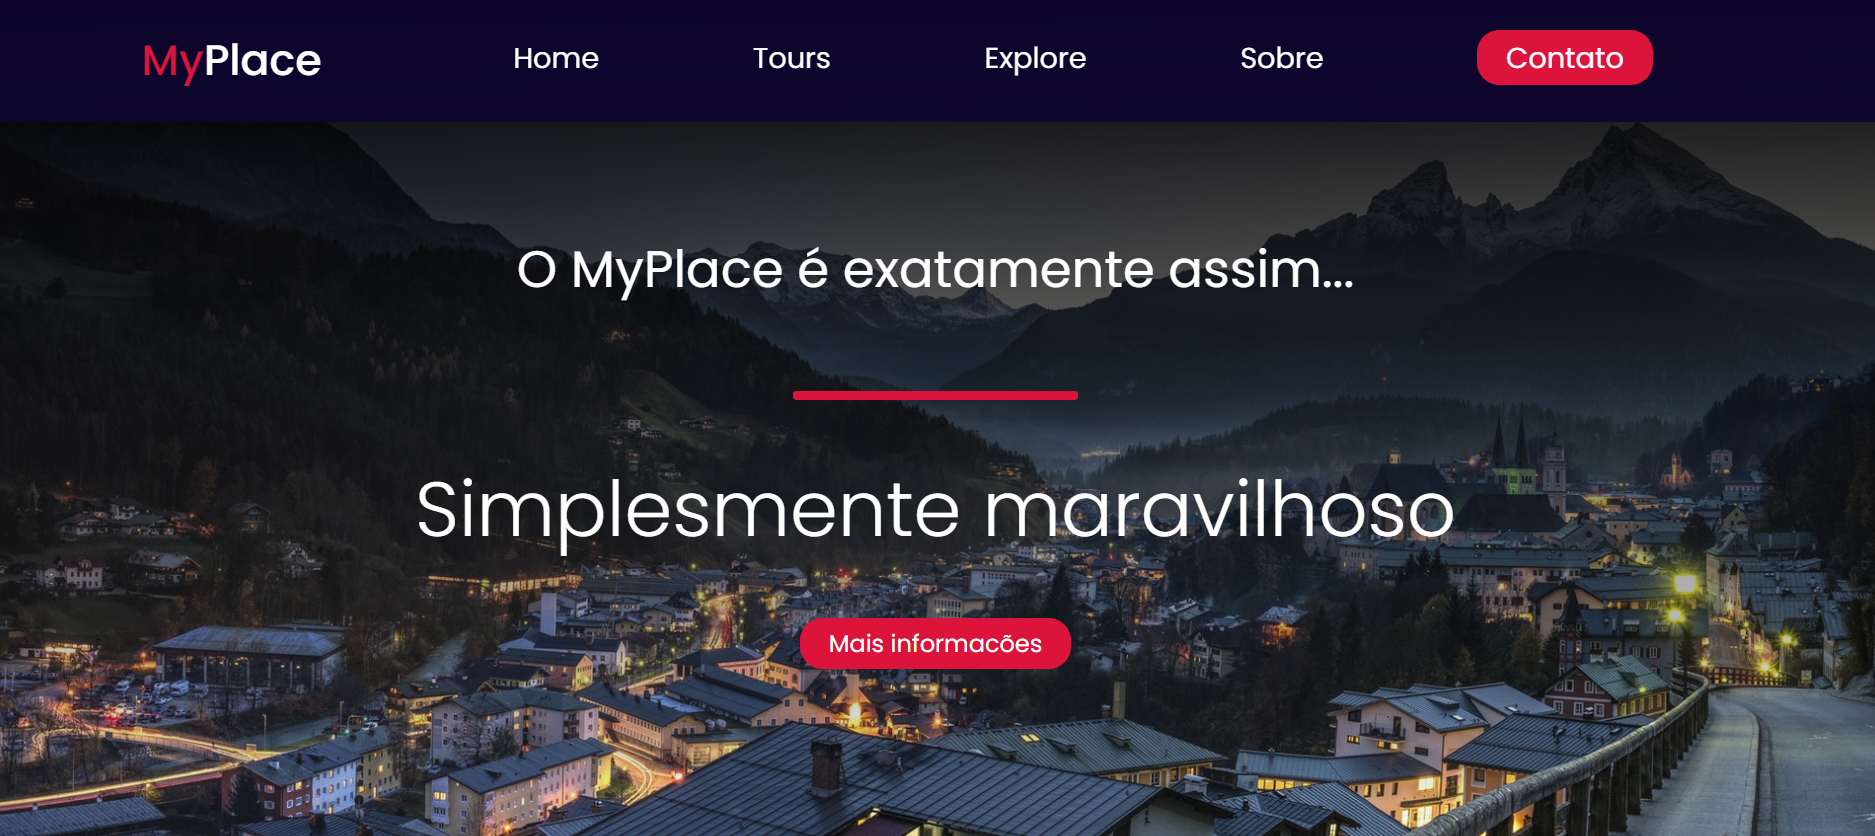 MyPlace Home Tours Explore Sobre Contato
O MyPlace é exatamente assim...
Simplesmente maravilhoso
Mais informacões